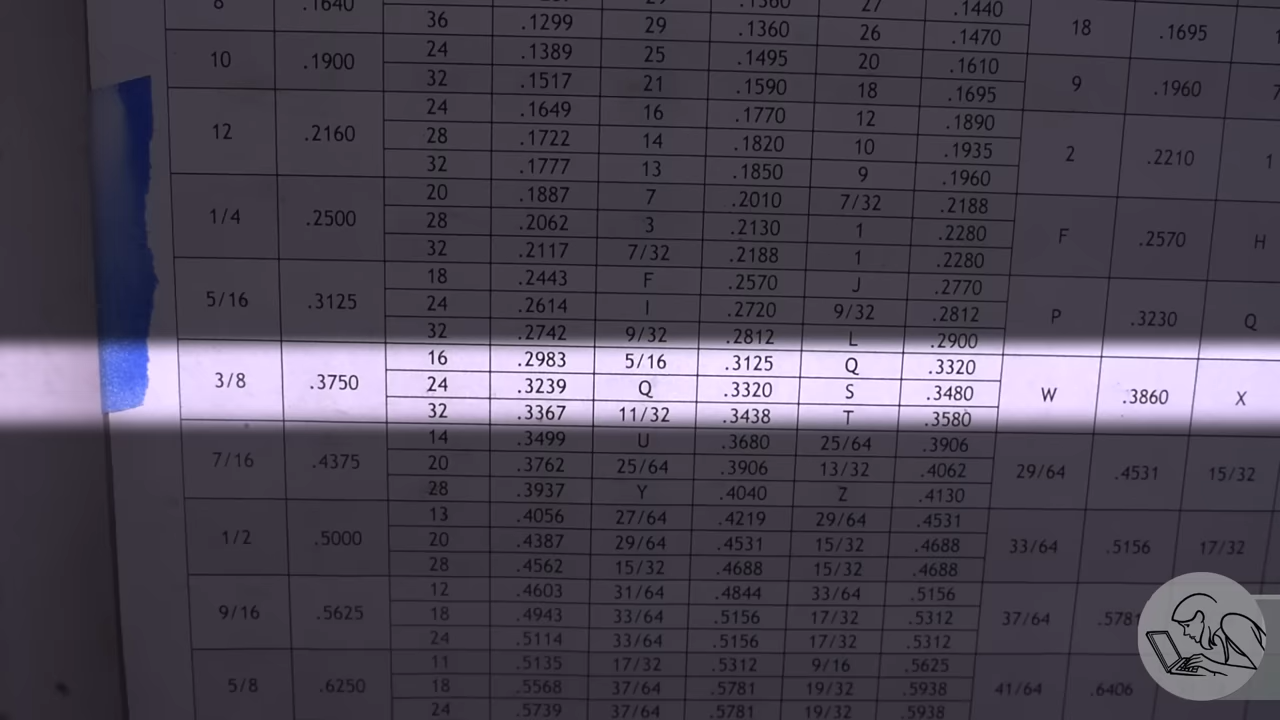 8 .1640 .1360 27 .1440
36 .1299 29 .1360 26 .1470 18 .1695
10 .1900 24 .1389 25 .1495 20 .1610
32 .1517 21 .1590 18 .1695 9 .1960
12 .2160 24 .1649 16 .1770 12 .1890
28 .1722 14 .1820 10 .1935 2 .2210
32 .1777 13 .1850 9 .1960
1/4 .2500 20 .1887 7 .2010 7/32 .2188
28 .2062 3 .2130 1 .2280 F .2570 H
32 .2117 7/32 .2188 1 .2280
5/16 .3125 18 .2443 F .2570 J .2770
24 .2614 I .2720 9/32 .2812 P .3230 Q
32 .2742 9/32 .2812 L .2900
3/8 .3750 16 .2983 5/16 .3125 Q .3320
24 .3239 Q .3320 S .3480 W .3860 X
32 .3367 11/32 .3438 T .3580
7/16 .4375 14 .3499 U .3680 25/64 .3906
20 .3762 25/64 .3906 13/32 .4062 29/64 .4531 15/32
28 .3937 Y .4040 Z .4130
1/2 .5000 13 .4056 27/64 .4219 29/64 .4531
20 .4387 29/64 .4531 15/32 .4688 33/64 .5156 17/32
28 .4562 15/32 .4688 15/32 .4688
9/16 .5625 12 .4603 31/64 .4844 33/64 .5156
18 .4943 33/64 .5156 17/32 .5312 37/64 .5781
24 .5114 33/64 .5156 17/32 .5312
5/8 .6250 11 .5135 17/32 .5312 9/16 .5625
18 .5568 37/64 .5781 19/32 .5938 41/64 .6406
24 .5739 37/64 .5781 19/32 .5938